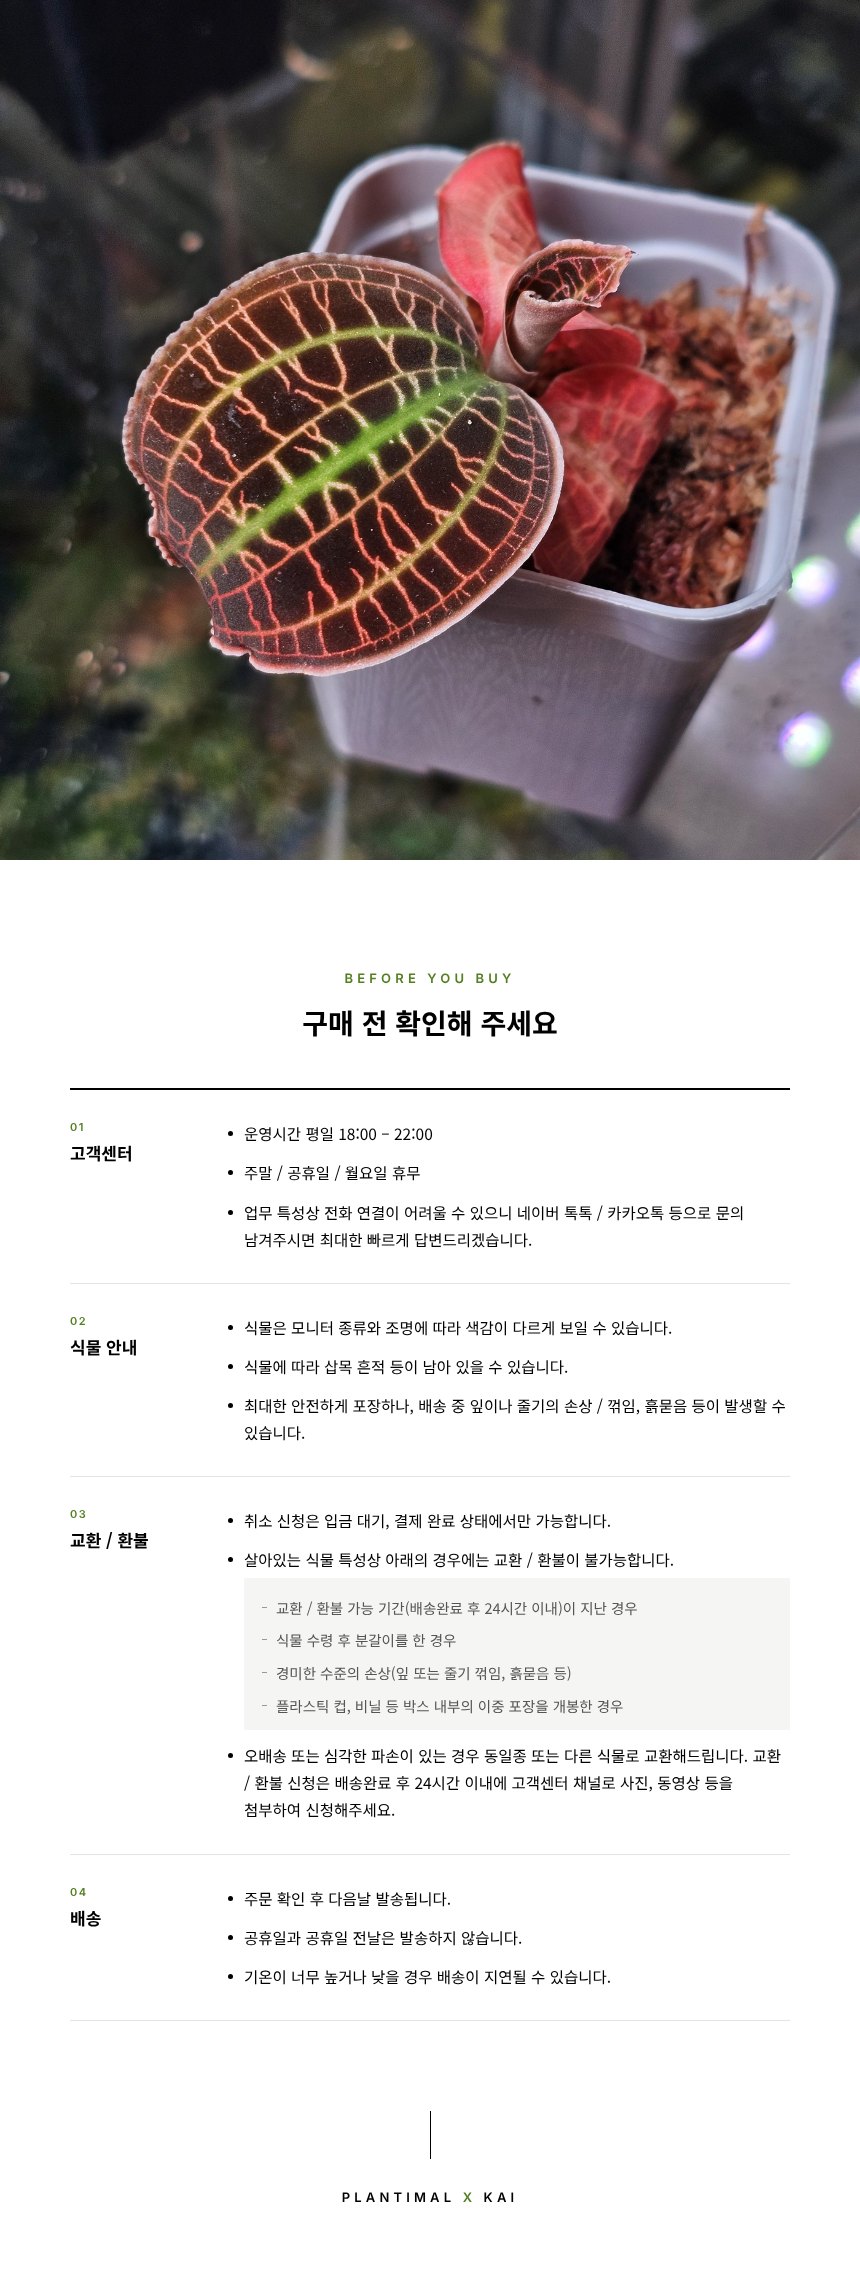 BEFORE YOU BUY
구매 전 확인해 주세요
01
고객센터
운영시간 평일 18:00 – 22:00
주말 / 공휴일 / 월요일 휴무
업무 특성상 전화 연결이 어려울 수 있으니 네이버 톡톡 / 카카오톡 등으로 문의
남겨주시면 최대한 빠르게 답변드리겠습니다.
02
식물 안내
식물은 모니터 종류와 조명에 따라 색감이 다르게 보일 수 있습니다.
식물에 따라 삽목 흔적 등이 남아 있을 수 있습니다.
최대한 안전하게 포장하나, 배송 중 잎이나 줄기의 손상 / 꺾임, 흙묻음 등이 발생할 수
있습니다.
03
교환 / 환불
취소 신청은 입금 대기, 결제 완료 상태에서만 가능합니다.
살아있는 식물 특성상 아래의 경우에는 교환 / 환불이 불가능합니다.
– 교환 / 환불 가능 기간(배송완료 후 24시간 이내)이 지난 경우
– 식물 수령 후 분갈이를 한 경우
– 경미한 수준의 손상(잎 또는 줄기 꺾임, 흙묻음 등)
– 플라스틱 컵, 비닐 등 박스 내부의 이중 포장을 개봉한 경우
오배송 또는 심각한 파손이 있는 경우 동일종 또는 다른 식물로 교환해드립니다. 교환
/ 환불 신청은 배송완료 후 24시간 이내에 고객센터 채널로 사진, 동영상 등을
첨부하여 신청해주세요.
04
배송
주문 확인 후 다음날 발송됩니다.
공휴일과 공휴일 전날은 발송하지 않습니다.
기온이 너무 높거나 낮을 경우 배송이 지연될 수 있습니다.
PLANTIMAL X KAI